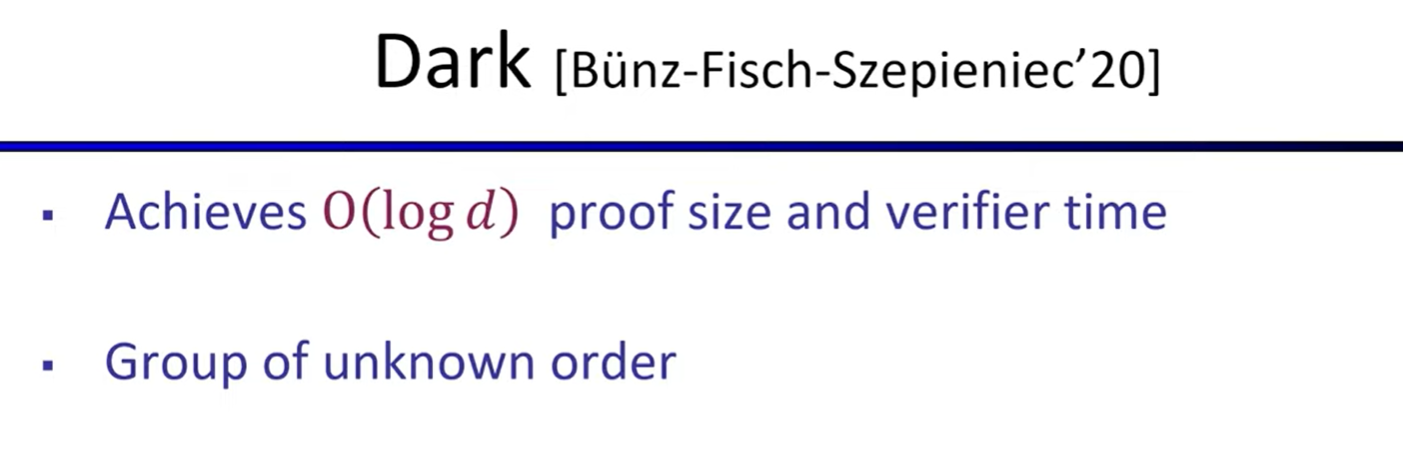 Dark [Bünz-Fisch-Szepieniec’20]
▪ Achieves O(log d) proof size and verifier time
▪ Group of unknown order